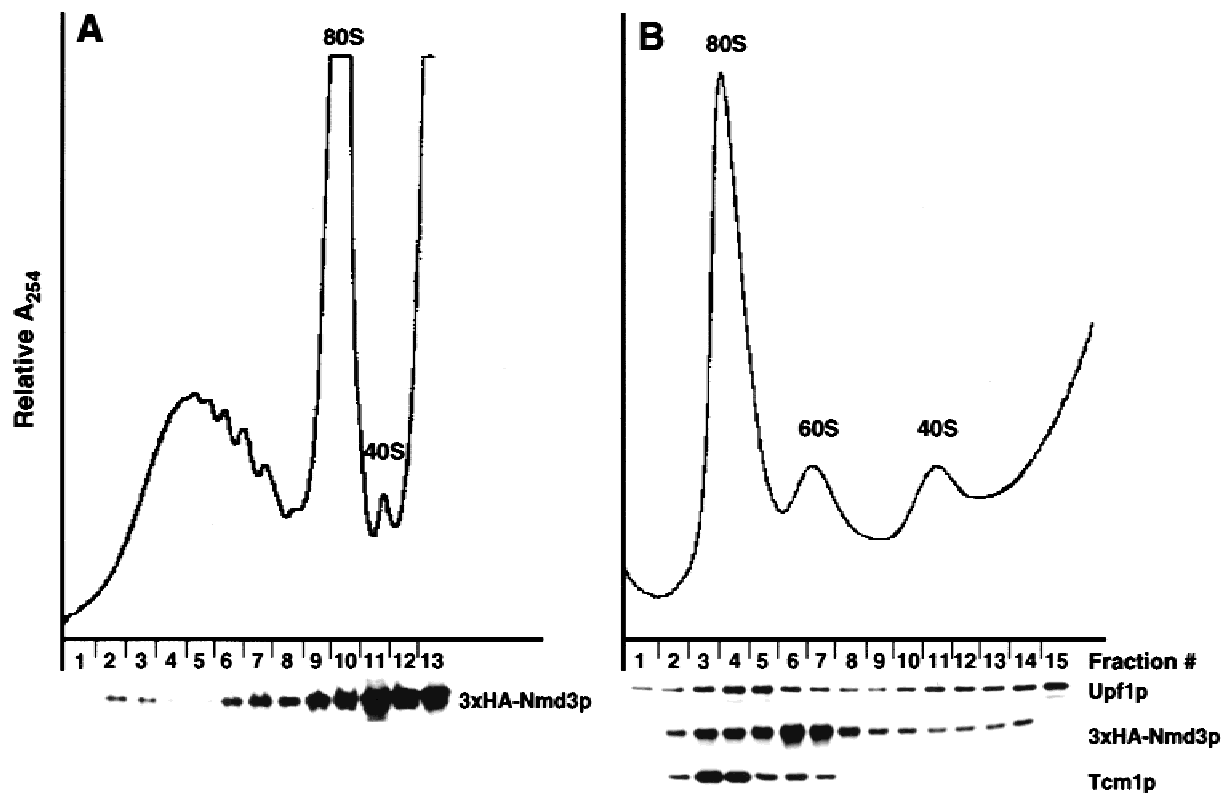 A
80S
40S
Relative A254
1 2 3 4 5 6 7 8 9 10 11 12 13
3xHA-Nmd3p
B
80S
60S
40S
1 2 3 4 5 6 7 8 9 10 11 12 13 14 15 Fraction #
Upf1p
3xHA-Nmd3p
Tcm1p